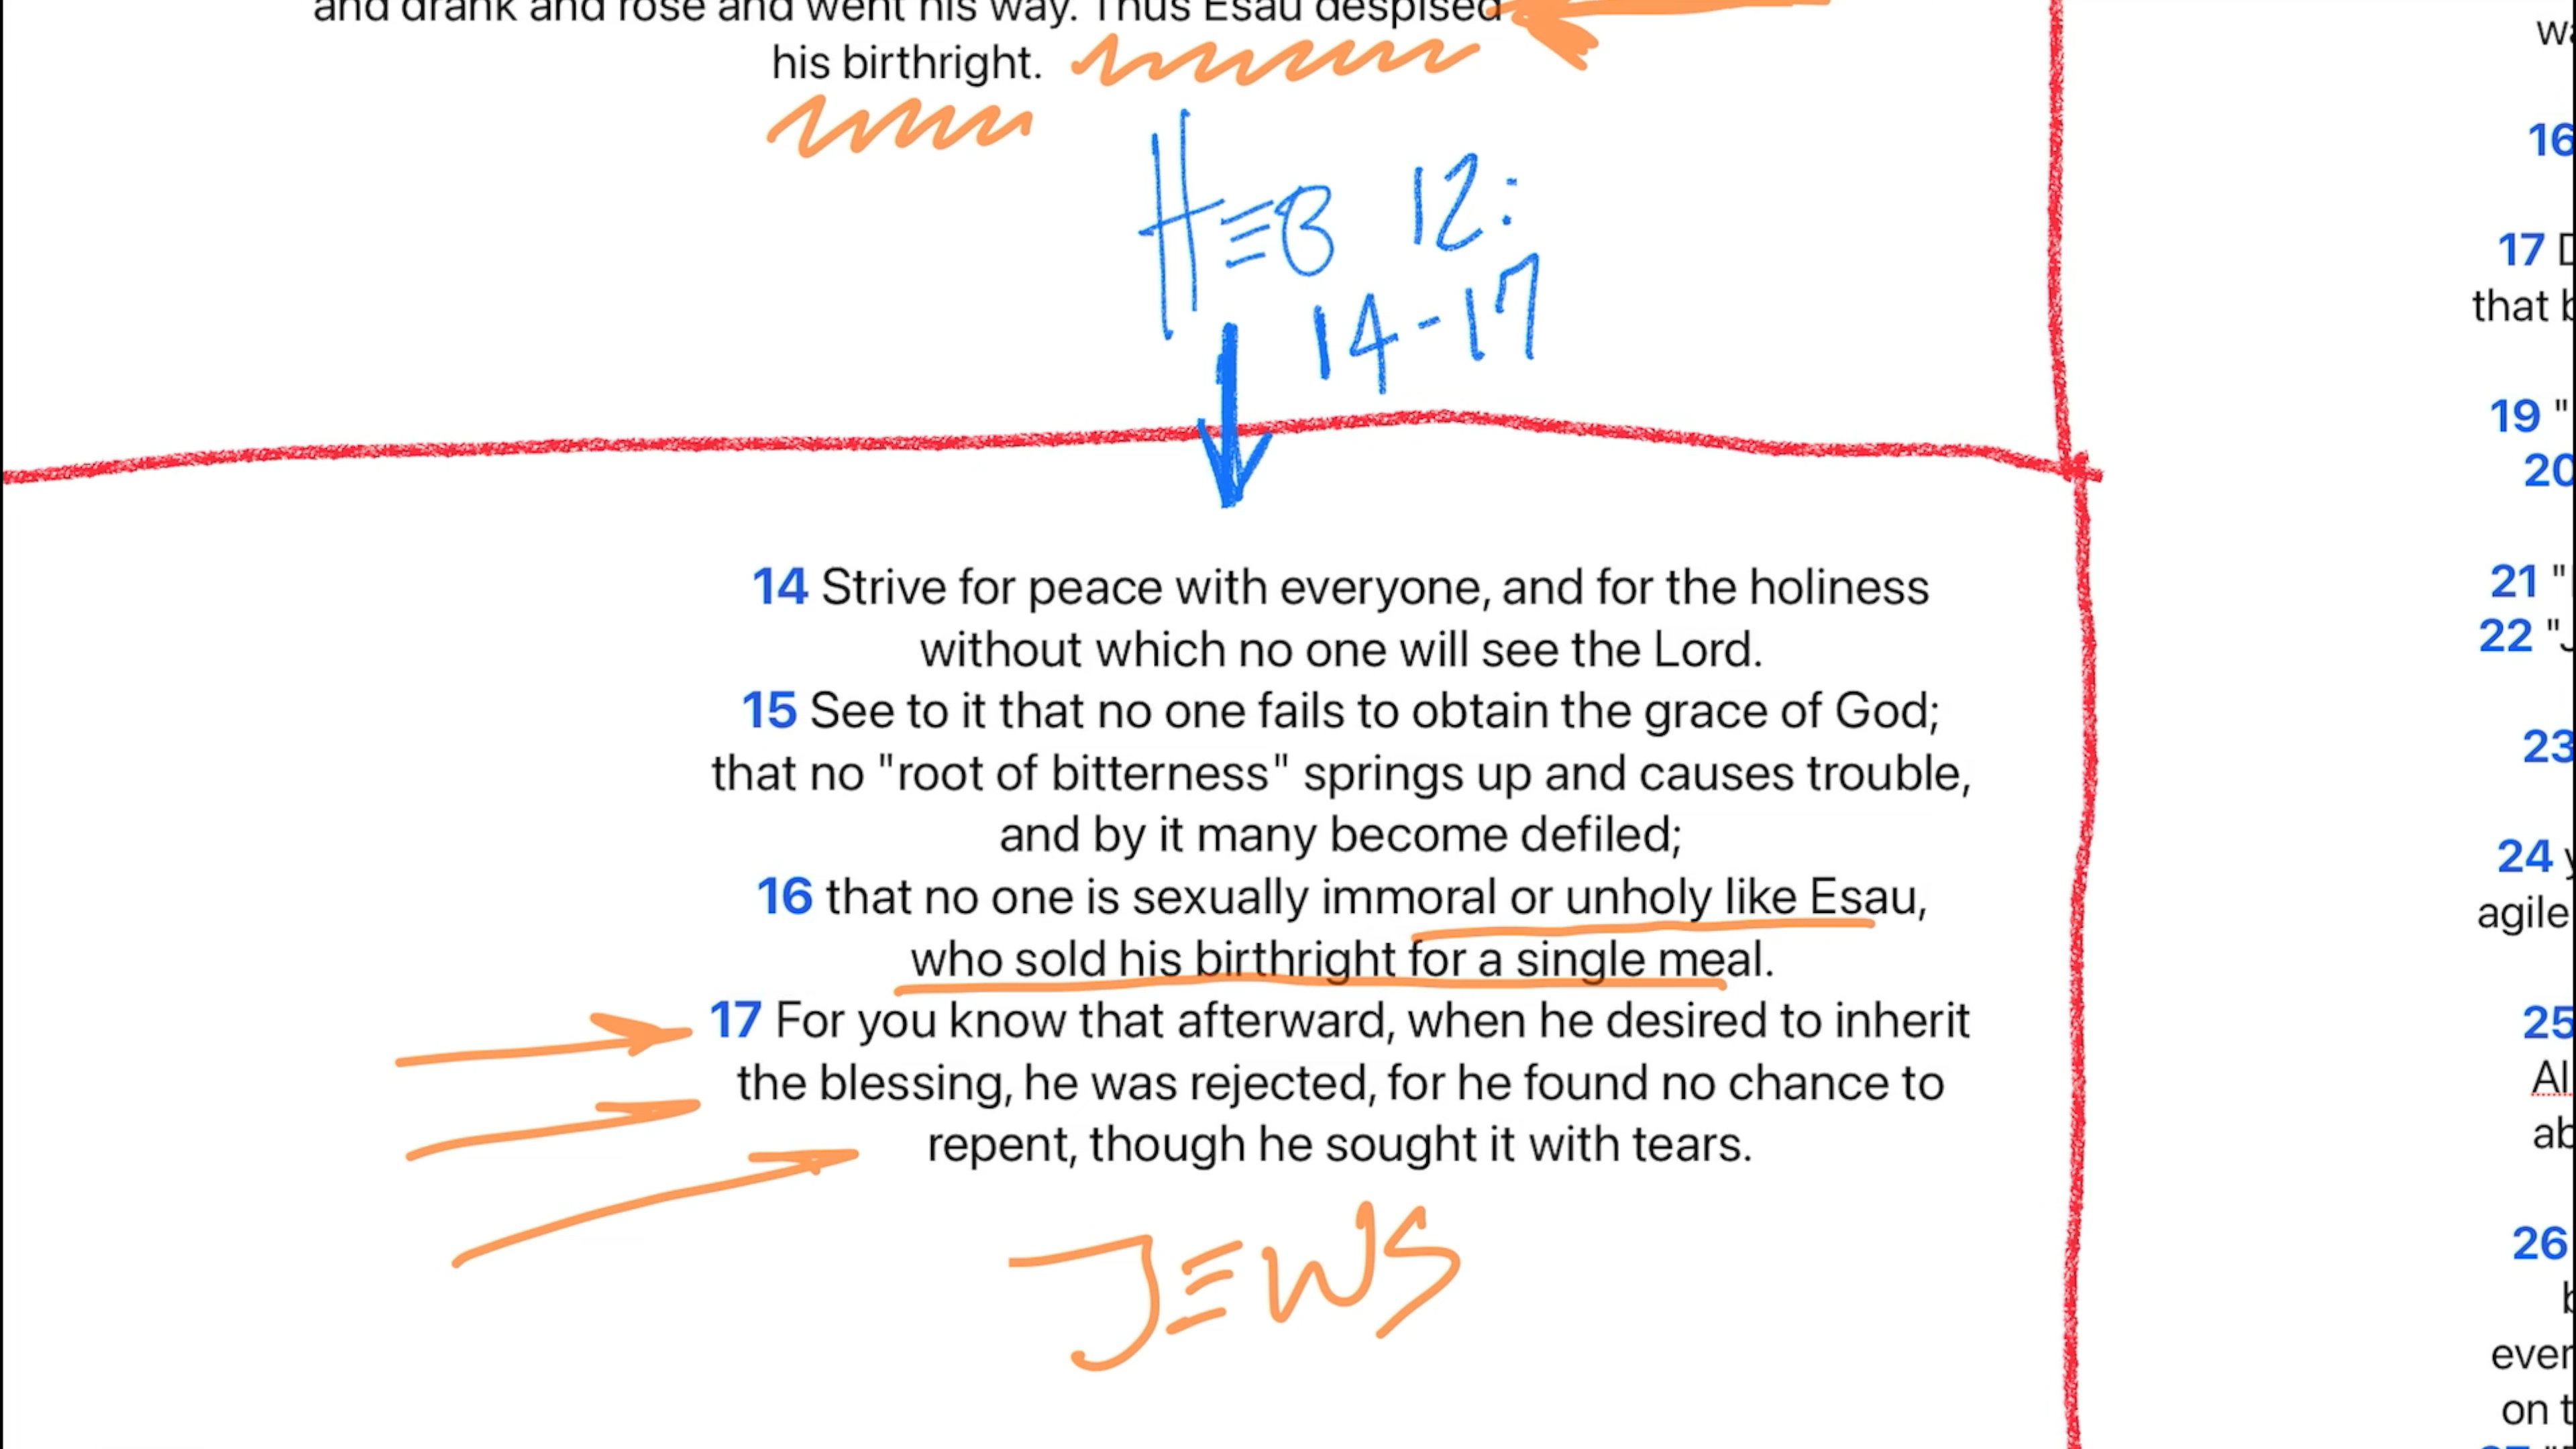 and drank and rose and went his way. Thus Esau despised
his birthright.
HEB 12:
14-17
14 Strive for peace with everyone, and for the holiness
without which no one will see the Lord.
15 See to it that no one fails to obtain the grace of God;
that no "root of bitterness" springs up and causes trouble,
and by it many become defiled;
16 that no one is sexually immoral or unholy like Esau,
who sold his birthright for a single meal.
17 For you know that afterward, when he desired to inherit
the blessing, he was rejected, for he found no chance to
repent, though he sought it with tears.
JEWS
16
17
that
19 "
20
21 "
22 "
23
24
agile
25
26
on